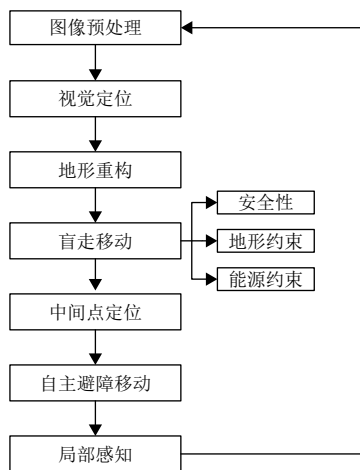 图像预处理
视觉定位
地形重构
盲走移动
安全性
地形约束
能源约束
中间点定位
自主避障移动
局部感知